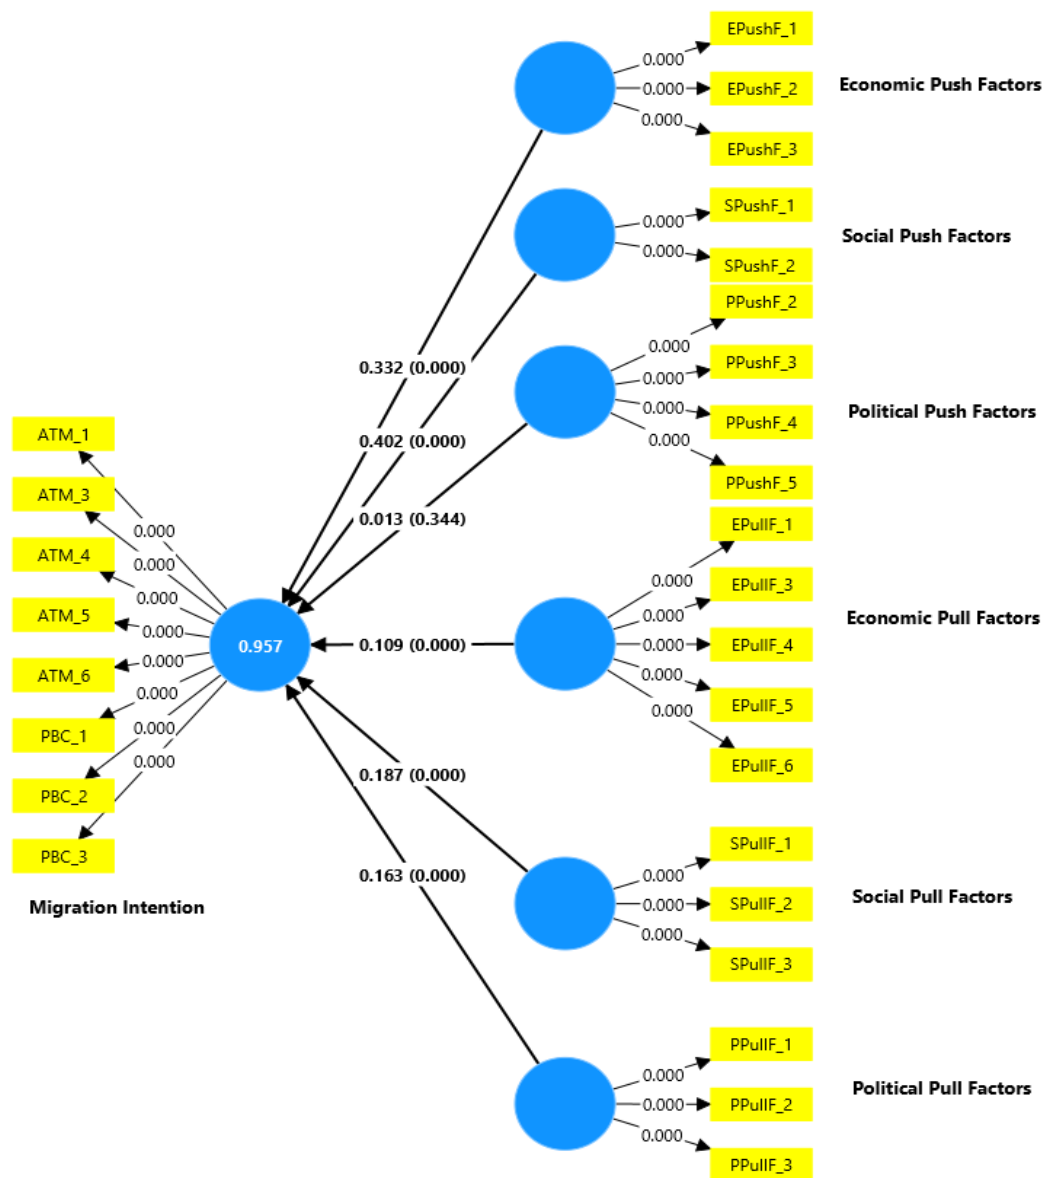 EPushF_1
0.000
EPushF_2
0.000
Economic Push Factors
EPushF_3
0.000
SPushF_1
0.000
Social Push Factors
SPushF_2
0.000
PPushF_2
0.000
PPushF_3
0.000
PPushF_4
0.000
Political Push Factors
PPushF_5
0.000
EPullF_1
0.000
EPullF_3
0.000
EPullF_4
0.000
Economic Pull Factors
EPullF_5
0.000
EPullF_6
0.000
SPullF_1
0.000
SPullF_2
0.000
Social Pull Factors
SPullF_3
0.000
PPullF_1
0.000
PPullF_2
0.000
Political Pull Factors
PPullF_3
0.000
0.332 (0.000)
0.402 (0.000)
0.013 (0.344)
0.109 (0.000)
0.187 (0.000)
0.163 (0.000)
0.957
ATM_1
0.000
ATM_3
0.000
ATM_4
0.000
ATM_5
0.000
ATM_6
0.000
PBC_1
0.000
PBC_2
0.000
PBC_3
0.000
Migration Intention